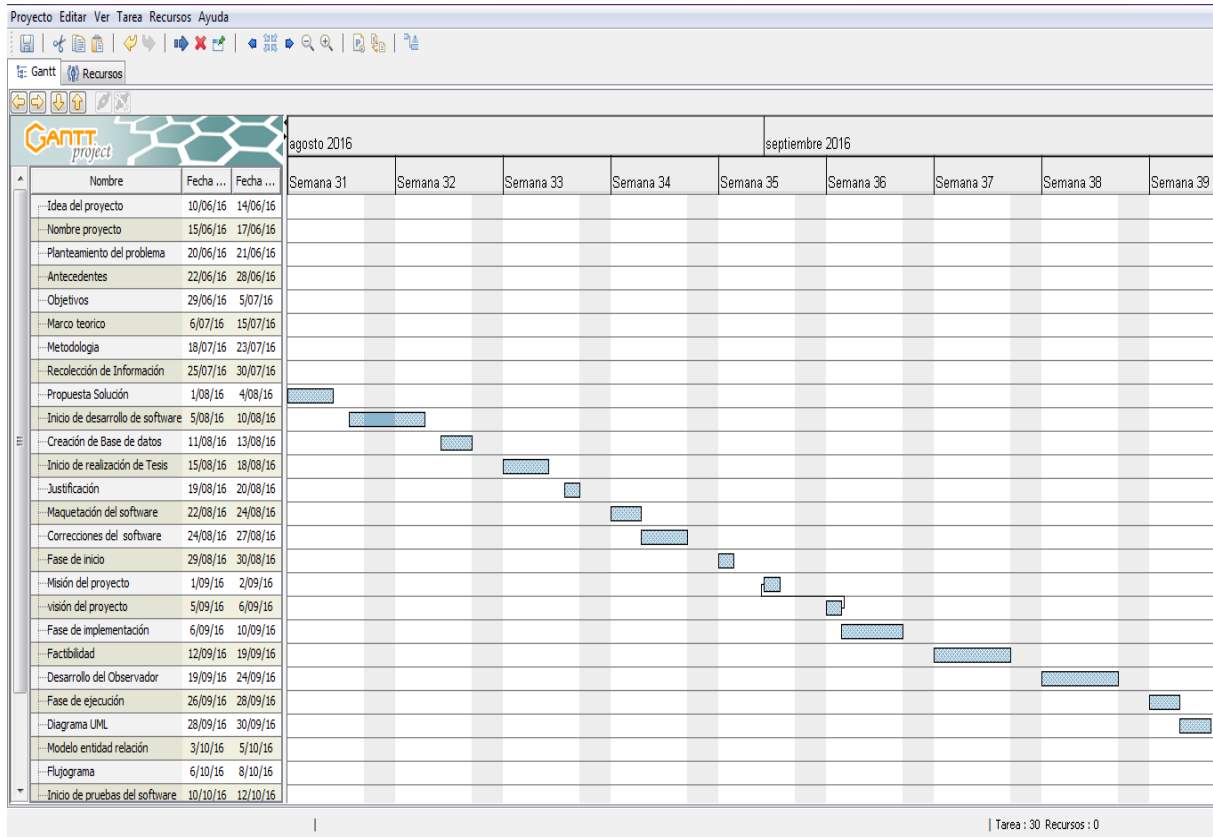 Proyecto Editar Ver Tarea Recursos Ayuda
Gantt Recursos
GANTT project
agosto 2016 septiembre 2016
Nombre Fecha ... Fecha ... Semana 31 Semana 32 Semana 33 Semana 34 Semana 35 Semana 36 Semana 37 Semana 38 Semana 39
Idea del proyecto 10/06/16 14/06/16
Nombre proyecto 15/06/16 17/06/16
Planteamiento del problema 20/06/16 21/06/16
Antecedentes 22/06/16 28/06/16
Objetivos 29/06/16 5/07/16
Marco teorico 6/07/16 15/07/16
Metodologia 18/07/16 23/07/16
Recolección de Información 25/07/16 30/07/16
Propuesta Solución 1/08/16 4/08/16
Inicio de desarrollo de software 5/08/16 10/08/16
Creación de Base de datos 11/08/16 13/08/16
Inicio de realización de Tesis 15/08/16 18/08/16
Justificación 19/08/16 20/08/16
Maquetación del software 22/08/16 24/08/16
Correcciones del software 24/08/16 27/08/16
Fase de inicio 29/08/16 30/08/16
Misión del proyecto 1/09/16 2/09/16
visión del proyecto 5/09/16 6/09/16
Fase de implementación 6/09/16 10/09/16
Factibilidad 12/09/16 19/09/16
Desarrollo del Observador 19/09/16 24/09/16
Fase de ejecución 26/09/16 28/09/16
Diagrama UML 28/09/16 30/09/16
Modelo entidad relación 3/10/16 5/10/16
Flujograma 6/10/16 8/10/16
Inicio de pruebas del software 10/10/16 12/10/16
Tarea : 30 Recursos : 0